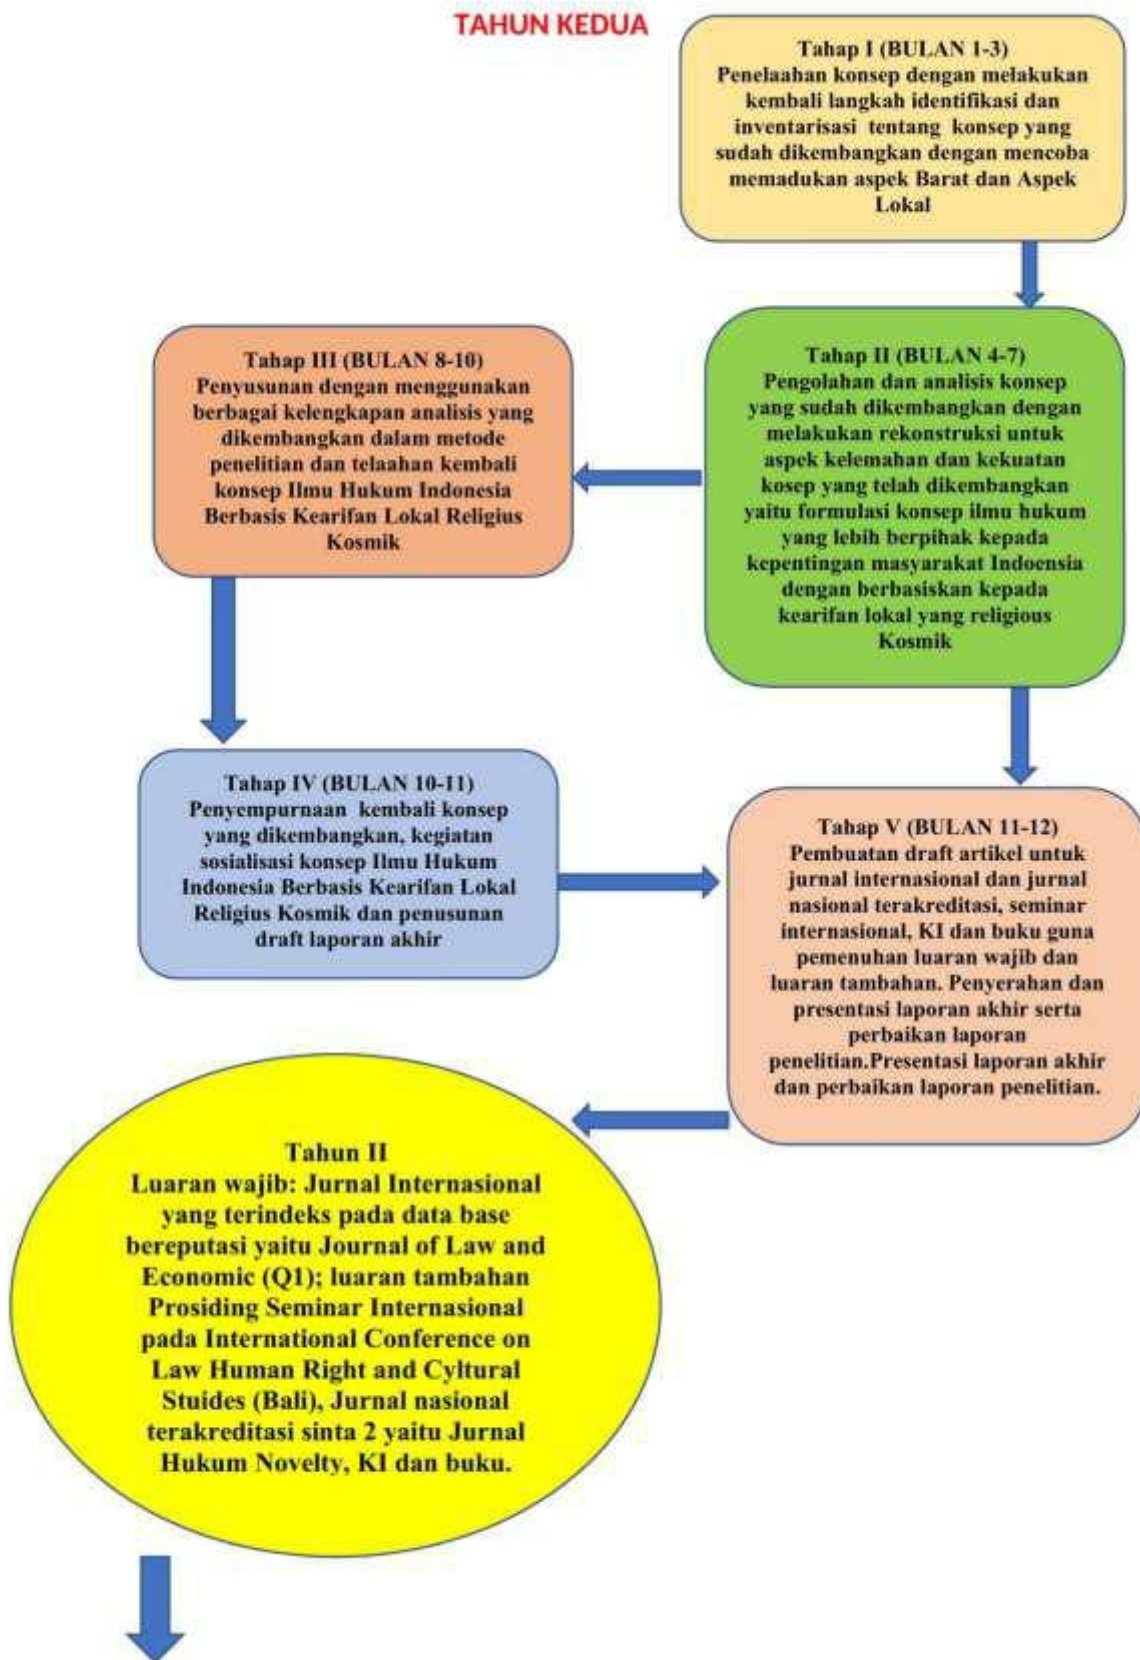 TAHUN KEDUA
Tahap I (BULAN 1-3)
Penelaahan konsep dengan melakukan
kembali langkah identifikasi dan
inventarisasi tentang konsep yang
sudah dikembangkan dengan mencoba
memadukan aspek Barat dan Aspek
Lokal
Tahap II (BULAN 4-7)
Pengolahan dan analisis konsep
yang sudah dikembangkan dengan
melakukan rekonstruksi untuk
aspek kelemahan dan kekuatan
kosep yang telah dikembangkan
yaitu formulasi konsep ilmu hukum
yang lebih berpihak kepada
kepentingan masyarakat Indoensia
dengan berbasiskan kepada
kearifan lokal yang religious
Kosmik
Tahap III (BULAN 8-10)
Penyusunan dengan menggunakan
berbagai kelengkapan analisis yang
dikembangkan dalam metode
penelitian dan telaahan kembali
konsep Ilmu Hukum Indonesia
Berbasis Kearifan Lokal Religius
Kosmik
Tahap IV (BULAN 10-11)
Penyempurnaan kembali konsep
yang dikembangkan, kegiatan
sosialisasi konsep Ilmu Hukum
Indonesia Berbasis Kearifan Lokal
Religius Kosmik dan penusunan
draft laporan akhir
Tahap V (BULAN 11-12)
Pembuatan draft artikel untuk
jurnal internasional dan jurnal
nasional terakreditasi, seminar
internasional, KI dan buku guna
pemenuhan luaran wajib dan
luaran tambahan. Penyerahan dan
presentasi laporan akhir serta
perbaikan laporan
penelitian.Presentasi laporan akhir
dan perbaikan laporan penelitian.
Tahun II
Luaran wajib: Jurnal Internasional
yang terindeks pada data base
bereputasi yaitu Journal of Law and
Economic (Q1); luaran tambahan
Prosiding Seminar Internasional
pada International Conference on
Law Human Right and Cyltural
Stuides (Bali), Jurnal nasional
terakreditasi sinta 2 yaitu Jurnal
Hukum Novelty, KI dan buku.